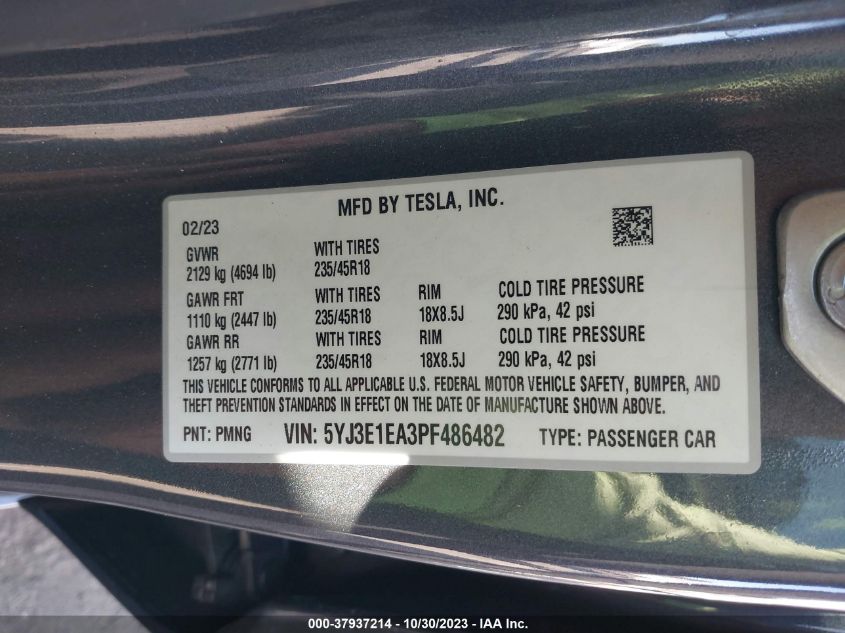 MFD BY TESLA, INC.
02/23
GVWR WITH TIRES
2129 kg (4694 lb) 235/45R18
GAWR FRT WITH TIRES RIM COLD TIRE PRESSURE
1110 kg (2447 lb) 235/45R18 18X8.5J 290 kPa, 42 psi
GAWR RR WITH TIRES RIM COLD TIRE PRESSURE
1257 kg (2771 lb) 235/45R18 18X8.5J 290 kPa, 42 psi
THIS VEHICLE CONFORMS TO ALL APPLICABLE U.S. FEDERAL MOTOR VEHICLE SAFETY, BUMPER, AND
THEFT PREVENTION STANDARDS IN EFFECT ON THE DATE OF MANUFACTURE SHOWN ABOVE.
PNT: PMNG VIN: 5YJ3E1EA3PF486482 TYPE: PASSENGER CAR
000-37937214 - 10/30/2023 - IAA Inc.